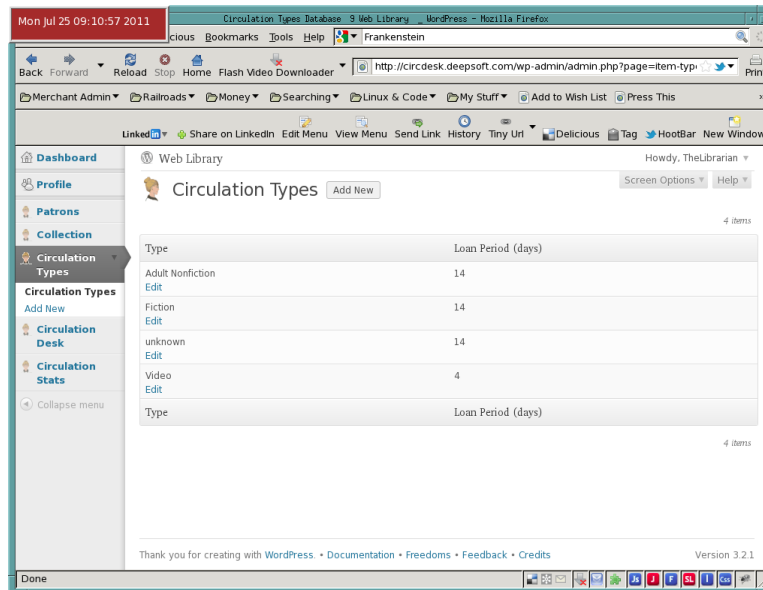 Mon Jul 25 09:10:57 2011
Circulation Types Database 9 Web Library _ WordPress - Mozilla Firefox
cious Bookmarks Tools Help Frankenstein
Back Forward Reload Stop Home Flash Video Downloader http://circdesk.deepsoft.com/wp-admin/admin.php?page=item-type Prin
Merchant Admin Railroads Money Searching Linux & Code My Stuff Add to Wish List Press This »
Linked in Share on LinkedIn Edit Menu View Menu Send Link History Tiny Url Delicious Tag HootBar New Window
Dashboard
Profile
Patrons
Collection
Circulation
Types
Circulation Types
Add New
Circulation
Desk
Circulation
Stats
Collapse menu
Web Library Howdy, TheLibrarian
Screen Options Help
Circulation Types Add New
4 items
Type Loan Period (days)
Adult Nonfiction 14
Edit
Fiction 14
Edit
unknown 14
Edit
Video 4
Edit
Type Loan Period (days)
4 items
Thank you for creating with WordPress. • Documentation • Freedoms • Feedback • Credits Version 3.2.1
Done Js J F SL I Css